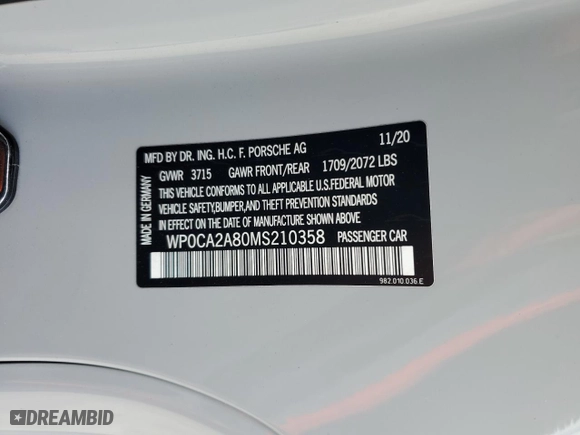 MFD BY DR. ING. H.C. F. PORSCHE AG 11/20
GVWR 3715 GAWR FRONT/REAR 1709/2072 LBS
THIS VEHICLE CONFORMS TO ALL APPLICABLE U.S.FEDERAL MOTOR
VEHICLE SAFETY,BUMPER,AND THEFT PREVENTION STANDARDS
IN EFFECT ON THE DATE OF MANUFACTURE SHOWN ABOVE.
WP0CA2A80MS210358 PASSENGER CAR
982.010.036.E
MADE IN GERMANY
DREAMBID